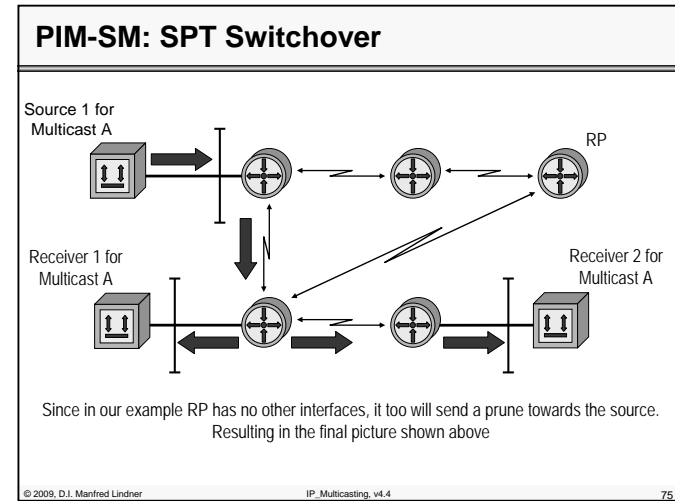 PIM-SM: SPT Switchover
Source 1 for
Multicast A
RP
Receiver 1 for
Multicast A
Receiver 2 for
Multicast A
Since in our example RP has no other interfaces, it too will send a prune towards the source.
Resulting in the final picture shown above
© 2009, D.I. Manfred Lindner
IP_Multicasting, v4.4
75